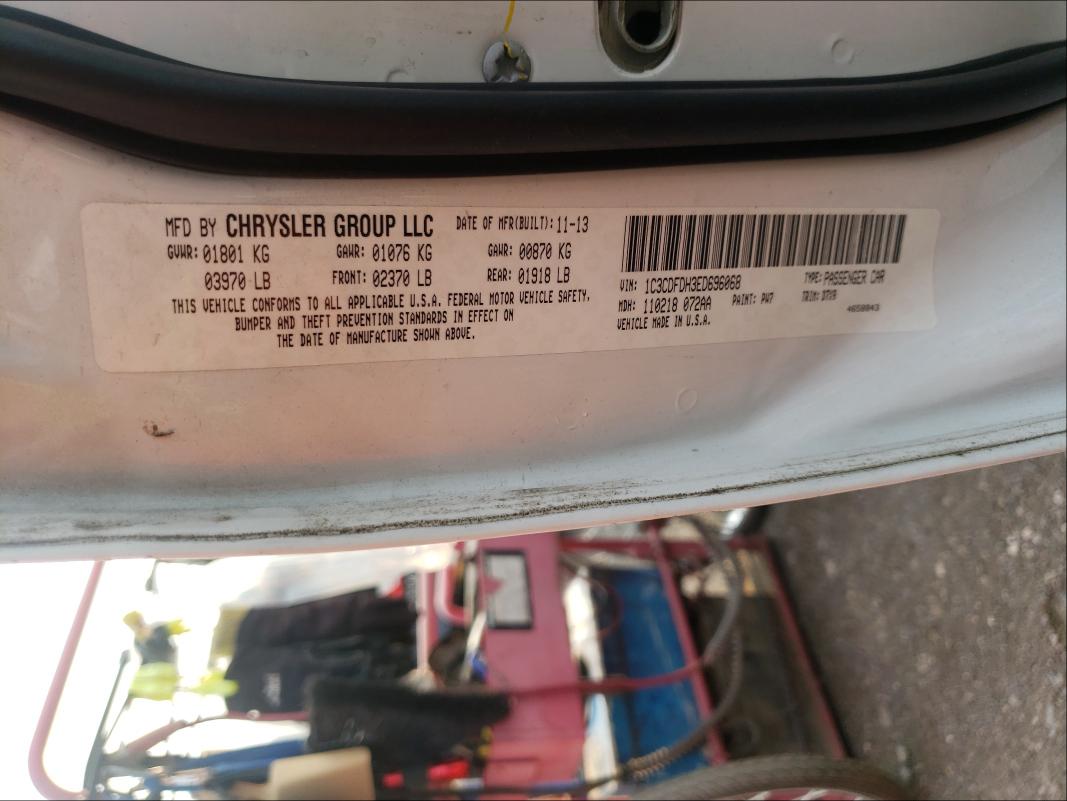 MFD BY CHRYSLER GROUP LLC DATE OF MFR(BUILT): 11-13
GVWR: 01801 KG GAWR: 01076 KG GAWR: 00870 KG
03970 LB FRONT: 02370 LB REAR: 01918 LB
THIS VEHICLE CONFORMS TO ALL APPLICABLE U.S.A. FEDERAL MOTOR VEHICLE SAFETY,
BUMPER AND THEFT PREVENTION STANDARDS IN EFFECT ON
THE DATE OF MANUFACTURE SHOWN ABOVE.
VIN: 1C3CDFDH3ED696068 TYPE: PASSENGER CAR
MDH: 110218 072AA PAINT: PW7 TRIM: D7X9
VEHICLE MADE IN U.S.A. 4658043